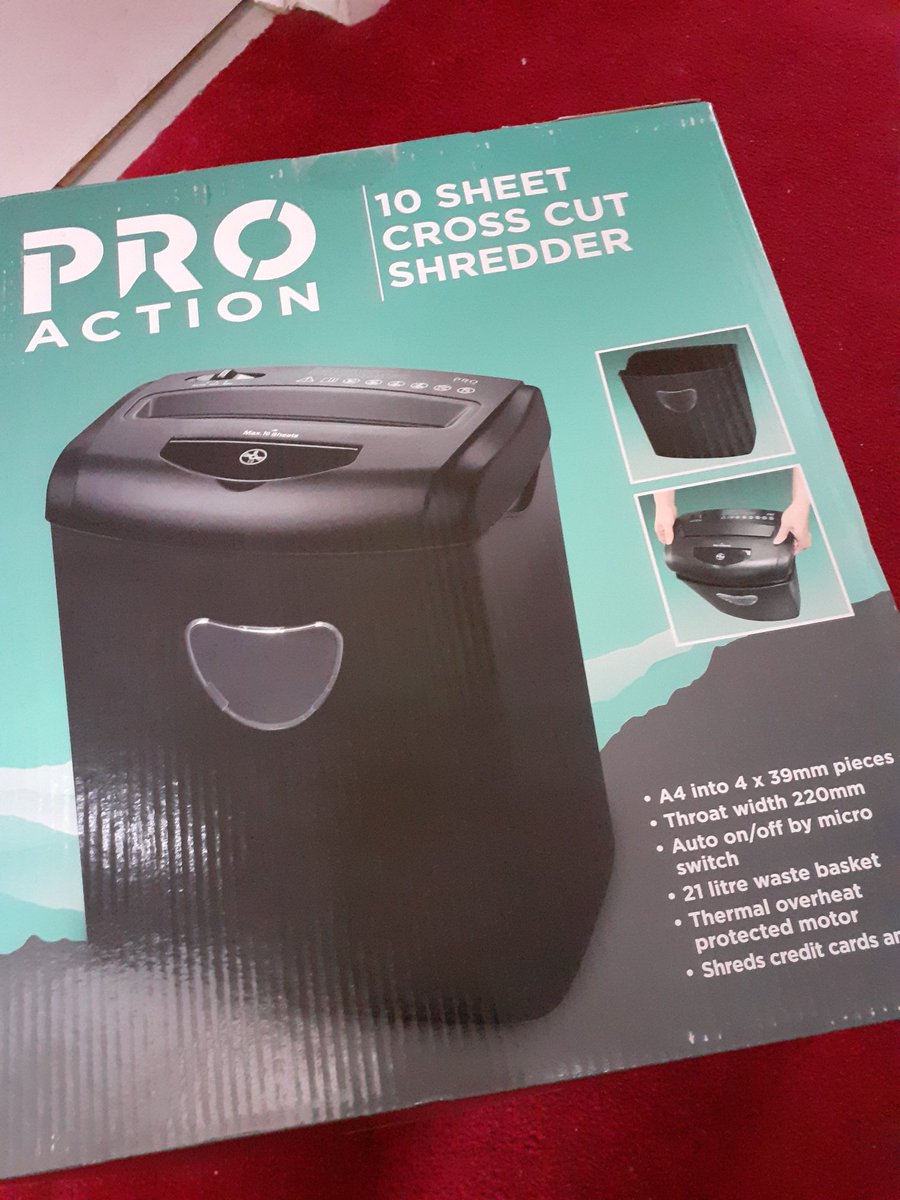 PRO
ACTION
10 SHEET
CROSS CUT
SHREDDER
PRO
Max. 10 Sheets
• A4 into 4 x 39mm pieces
• Throat width 220mm
• Auto on/off by micro
switch
• 21 litre waste basket
• Thermal overheat
protected motor
• Shreds credit cards